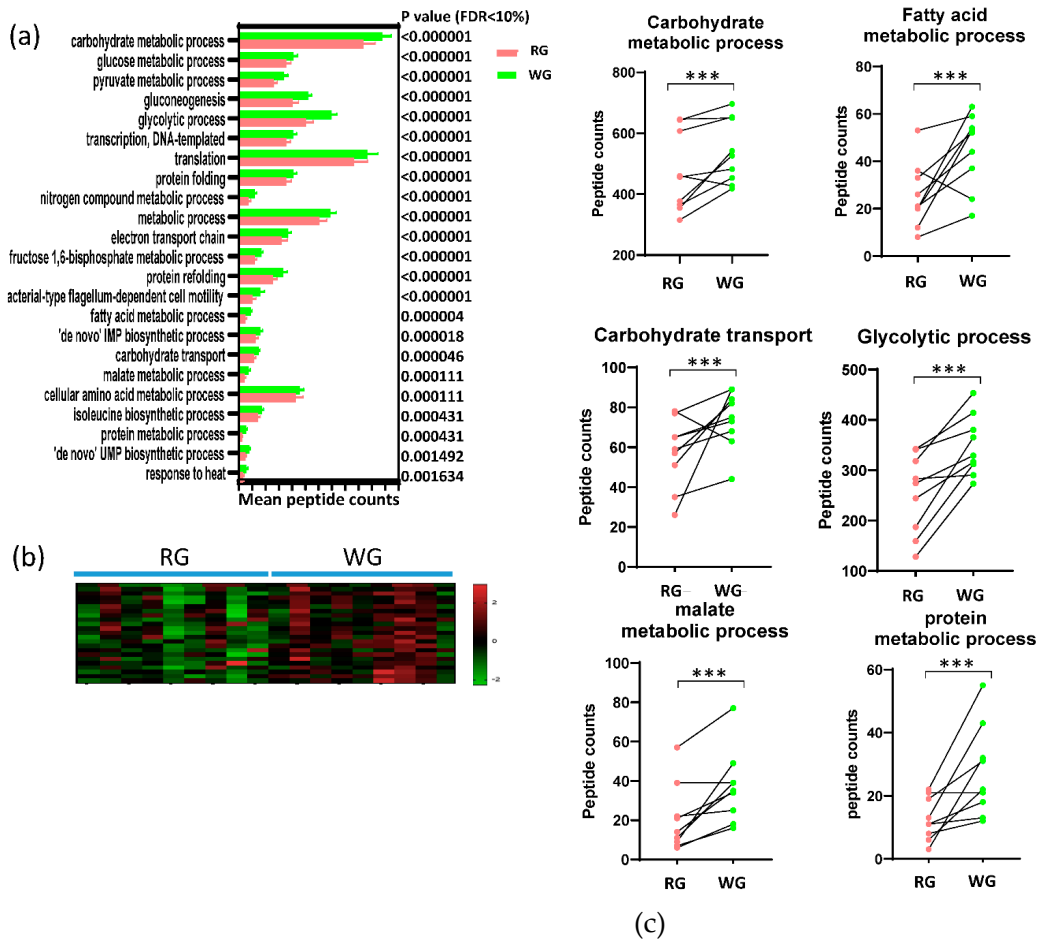 (a)
P value (FDR<10%)
carbohydrate metabolic process <0.000001
glucose metabolic process <0.000001
pyruvate metabolic process <0.000001
gluconeogenesis <0.000001
glycolytic process <0.000001
transcription, DNA-templated <0.000001
translation <0.000001
protein folding <0.000001
nitrogen compound metabolic process <0.000001
metabolic process <0.000001
electron transport chain <0.000001
fructose 1,6-bisphosphate metabolic process <0.000001
protein refolding <0.000001
acterial-type flagellum-dependent cell motility <0.000001
fatty acid metabolic process 0.000004
'de novo' IMP biosynthetic process 0.000018
carbohydrate transport 0.000046
malate metabolic process 0.000111
cellular amino acid metabolic process 0.000111
isoleucine biosynthetic process 0.000431
protein metabolic process 0.000431
'de novo' UMP biosynthetic process 0.001492
response to heat 0.001634
Mean peptide counts
RG
WG
(b)
RG WG
2
0
-2
Carbohydrate
metabolic process
***
800
600
400
200
Peptide counts
RG WG
Fatty acid
metabolic process
***
60
40
20
0
Peptide counts
RG WG
Carbohydrate transport
***
100
80
60
40
20
0
Peptide counts
RG WG
Glycolytic process
***
500
400
300
200
100
Peptide counts
RG WG
malate
metabolic process
***
100
80
60
40
20
0
Peptide counts
RG WG
protein
metabolic process
***
60
40
20
0
peptide counts
RG WG
(c)